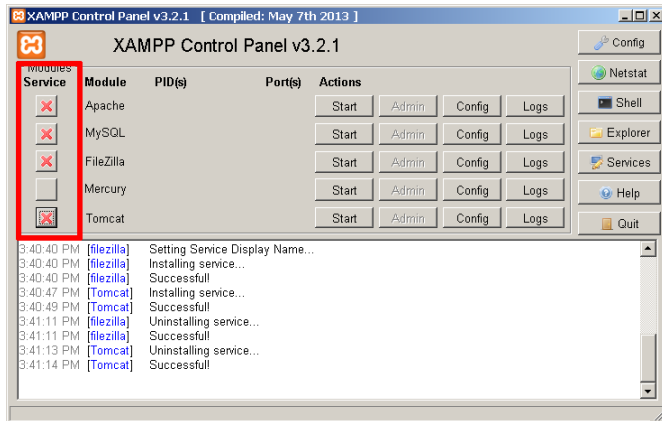 XAMPP Control Panel v3.2.1 [ Compiled: May 7th 2013 ]
XAMPP Control Panel v3.2.1
Config
Modules
Service Module PID(s) Port(s) Actions
Netstat
Apache Start Admin Config Logs
Shell
MySQL Start Admin Config Logs
Explorer
FileZilla Start Admin Config Logs
Services
Mercury Start Admin Config Logs
Help
Tomcat Start Admin Config Logs
Quit
3:40:40 PM [filezilla] Setting Service Display Name...
3:40:40 PM [filezilla] Installing service...
3:40:40 PM [filezilla] Successful!
3:40:47 PM [Tomcat] Installing service...
3:40:49 PM [Tomcat] Successful!
3:41:11 PM [filezilla] Uninstalling service...
3:41:11 PM [filezilla] Successful!
3:41:13 PM [Tomcat] Uninstalling service...
3:41:14 PM [Tomcat] Successful!